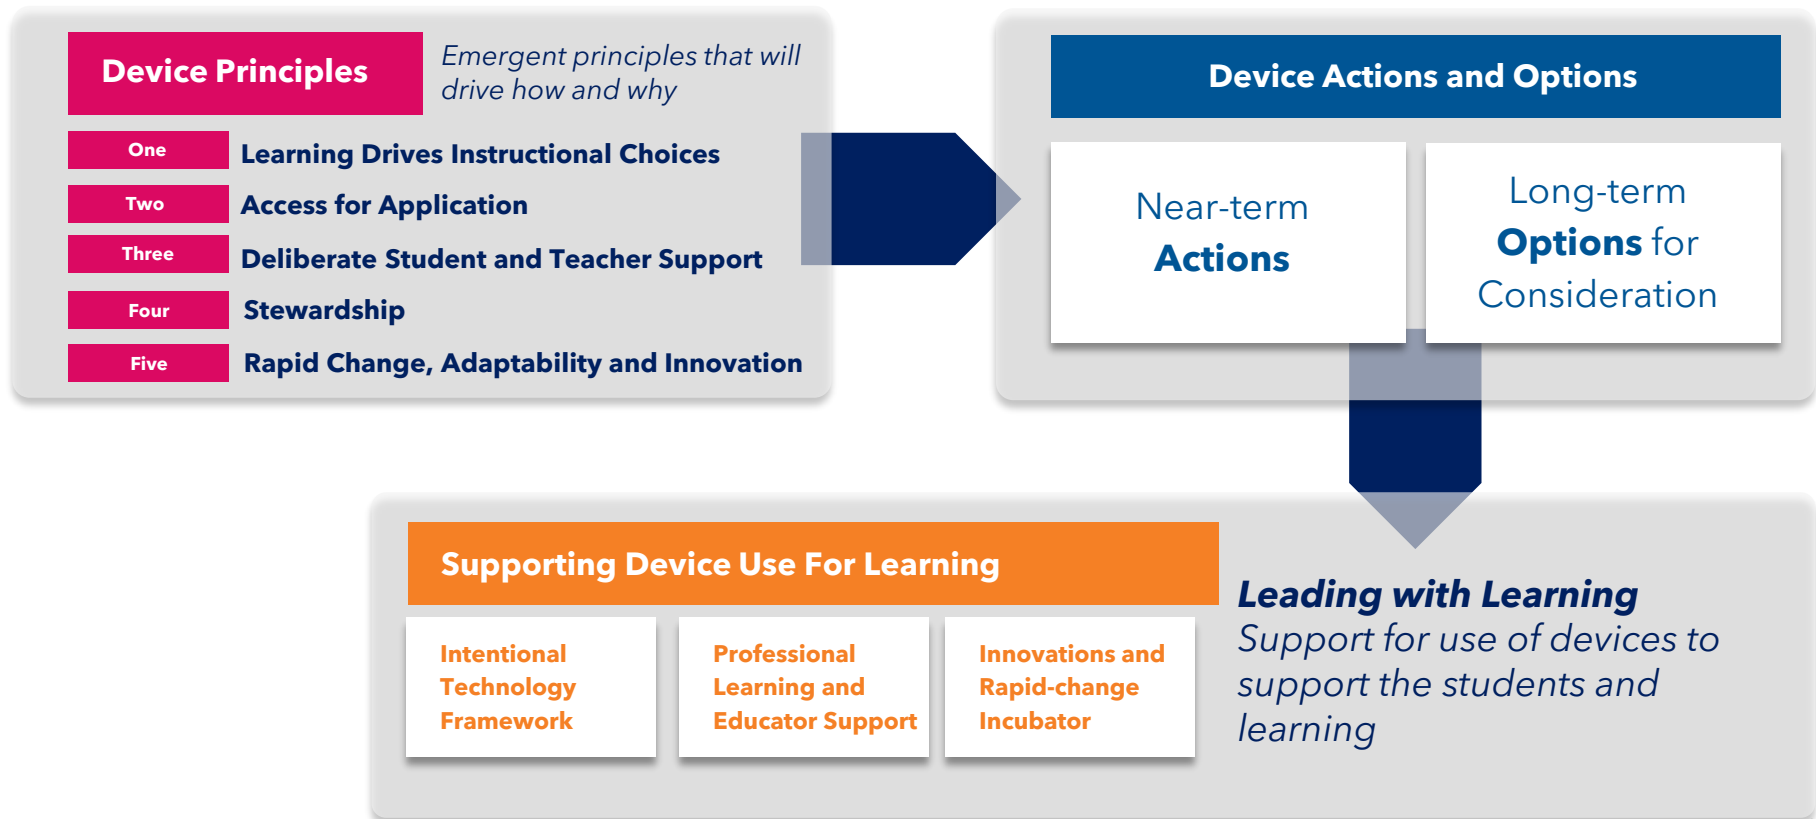 Device Principles
Emergent principles that will
drive how and why
One
Learning Drives Instructional Choices
Two
Access for Application
Three
Deliberate Student and Teacher Support
Four
Stewardship
Five
Rapid Change, Adaptability and Innovation
Device Actions and Options
Near-term
Actions
Long-term
Options for
Consideration
Supporting Device Use For Learning
Intentional
Technology
Framework
Professional
Learning and
Educator Support
Innovations and
Rapid-change
Incubator
Leading with Learning
Support for use of devices to
support the students and
learning